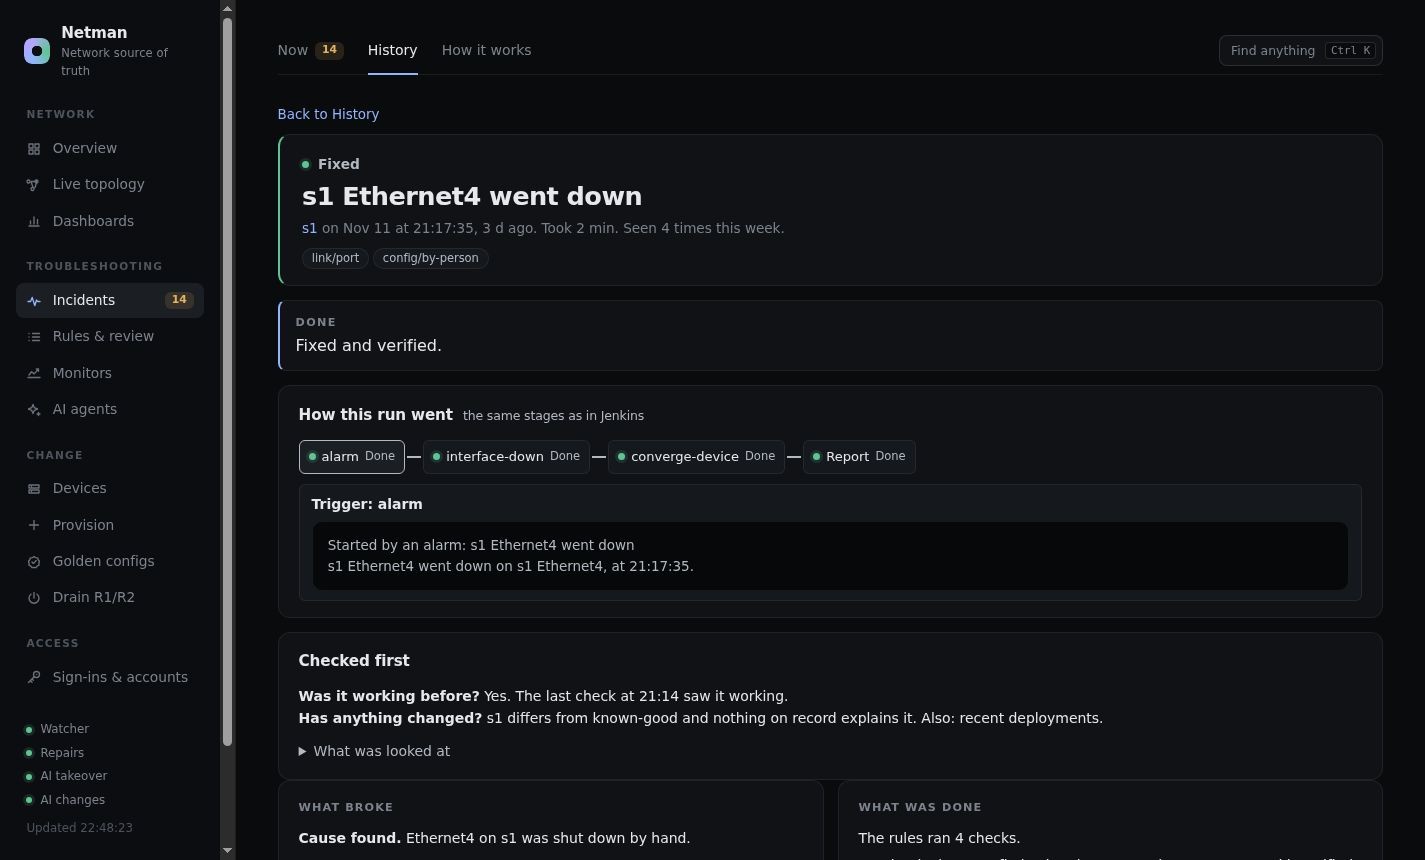 Netman
Network source of
truth
NETWORK
Overview
Live topology
Dashboards
TROUBLESHOOTING
Incidents 14
Rules & review
Monitors
AI agents
CHANGE
Devices
Provision
Golden configs
Drain R1/R2
ACCESS
Sign-ins & accounts
Watcher
Repairs
AI takeover
AI changes
Updated 22:48:23
Now 14 History How it works Find anything Ctrl K
Back to History
Fixed
s1 Ethernet4 went down
s1 on Nov 11 at 21:17:35, 3 d ago. Took 2 min. Seen 4 times this week.
link/port config/by-person
DONE
Fixed and verified.
How this run went the same stages as in Jenkins
alarm Done interface-down Done converge-device Done Report Done
Trigger: alarm
Started by an alarm: s1 Ethernet4 went down
s1 Ethernet4 went down on s1 Ethernet4, at 21:17:35.
Checked first
Was it working before? Yes. The last check at 21:14 saw it working.
Has anything changed? s1 differs from known-good and nothing on record explains it. Also: recent deployments.
What was looked at
WHAT BROKE
Cause found. Ethernet4 on s1 was shut down by hand.
WHAT WAS DONE
The rules ran 4 checks.